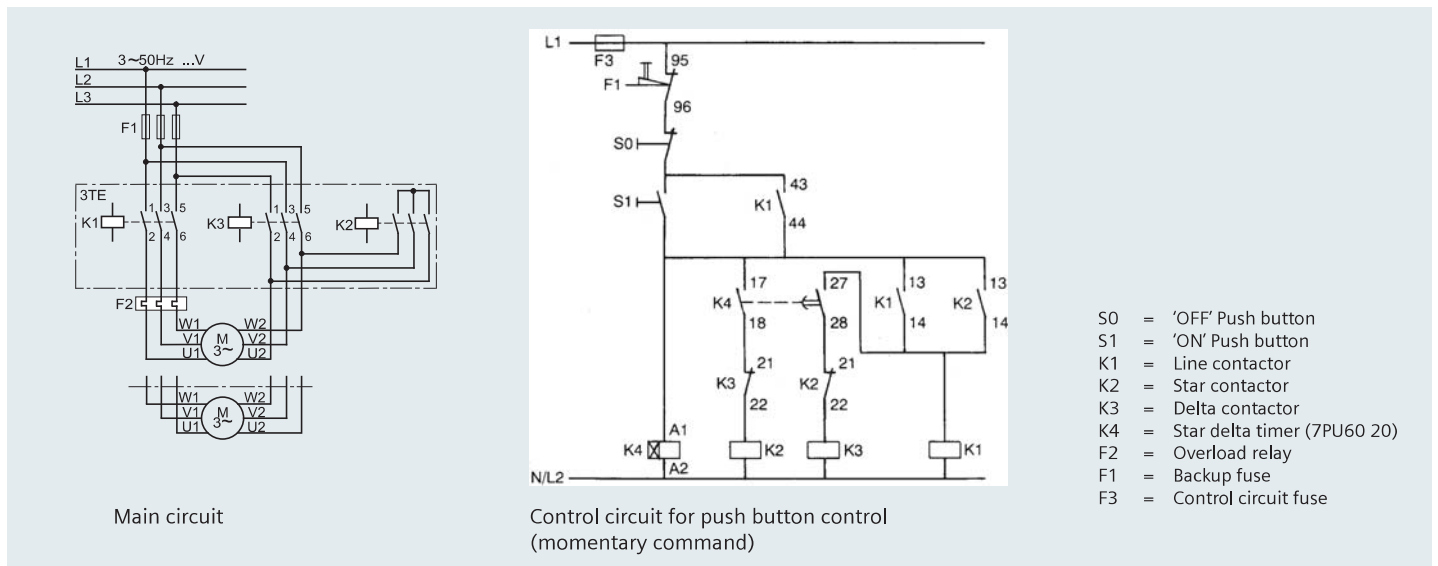 L1 3~50Hz ...V
L2
L3
F1
3TE
K1 1 3 5
2 4 6
K3 1 3 5
2 4 6
K2
F2
W1 W2
V1 M V2
U1 3~ U2
W1 W2
V1 M V2
U1 3~ U2
Main circuit
L1
F3
95
F1
96
S0
S1
43
K1
44
17 27 13 13
K4 K1 K2
18 28 14 14
21 21
K3 K2
22 22
A1
K4 K2 K3 K1
A2
N/L2
Control circuit for push button control
(momentary command)
S0 = ‘OFF’ Push button
S1 = ‘ON’ Push button
K1 = Line contactor
K2 = Star contactor
K3 = Delta contactor
K4 = Star delta timer (7PU60 20)
F2 = Overload relay
F1 = Backup fuse
F3 = Control circuit fuse